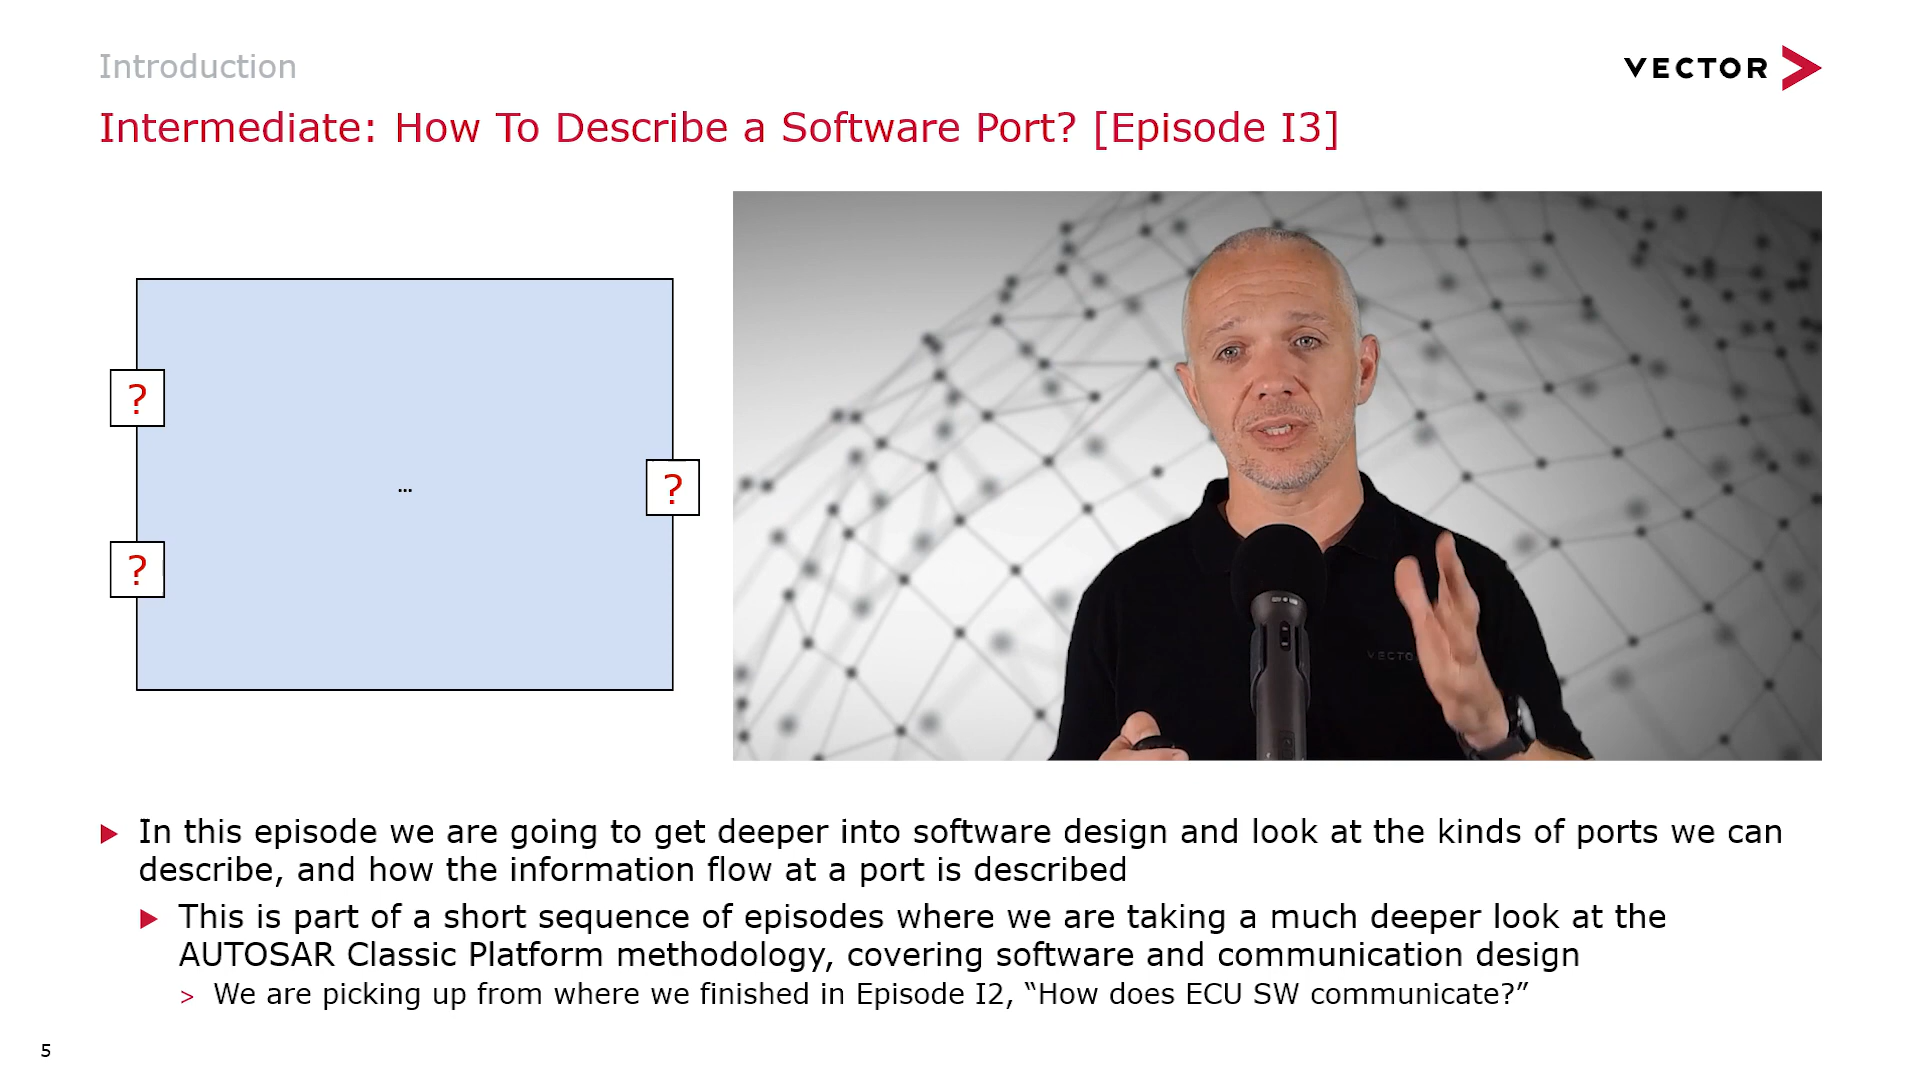 Introduction
VECTOR
Intermediate: How To Describe a Software Port? [Episode I3]
?
?
...
?
VECTO
In this episode we are going to get deeper into software design and look at the kinds of ports we can
describe, and how the information flow at a port is described
This is part of a short sequence of episodes where we are taking a much deeper look at the
AUTOSAR Classic Platform methodology, covering software and communication design
> We are picking up from where we finished in Episode I2, “How does ECU SW communicate?”
5